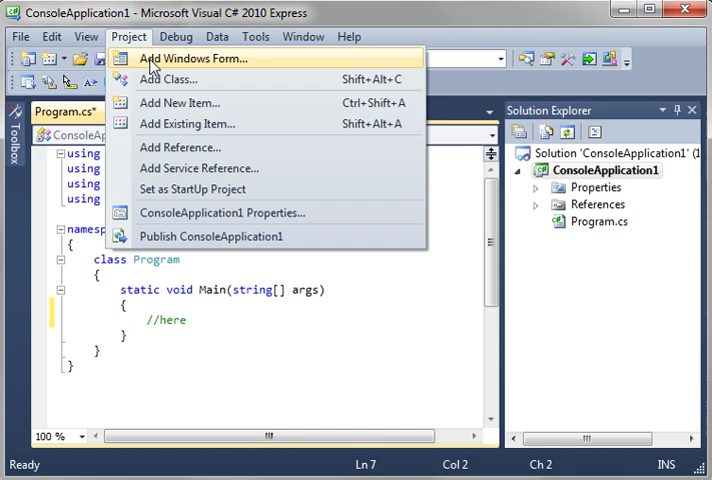 ConsoleApplication1 - Microsoft Visual C# 2010 Express
File Edit View Project Debug Data Tools Window Help
Add Windows Form...
Add Class... Shift+Alt+C
Add New Item... Ctrl+Shift+A
Add Existing Item... Shift+Alt+A
Add Reference...
Add Service Reference...
Set as StartUp Project
ConsoleApplication1 Properties...
Publish ConsoleApplication1
Toolbox
Program.cs*
ConsoleAp
using
using
using
using
namesp
{
class Program
{
static void Main(string[] args)
{
//here
}
}
}
100 %
Solution Explorer
Solution 'ConsoleApplication1' (1
ConsoleApplication1
Properties
References
Program.cs
Ready Ln 7 Col 2 Ch 2 INS